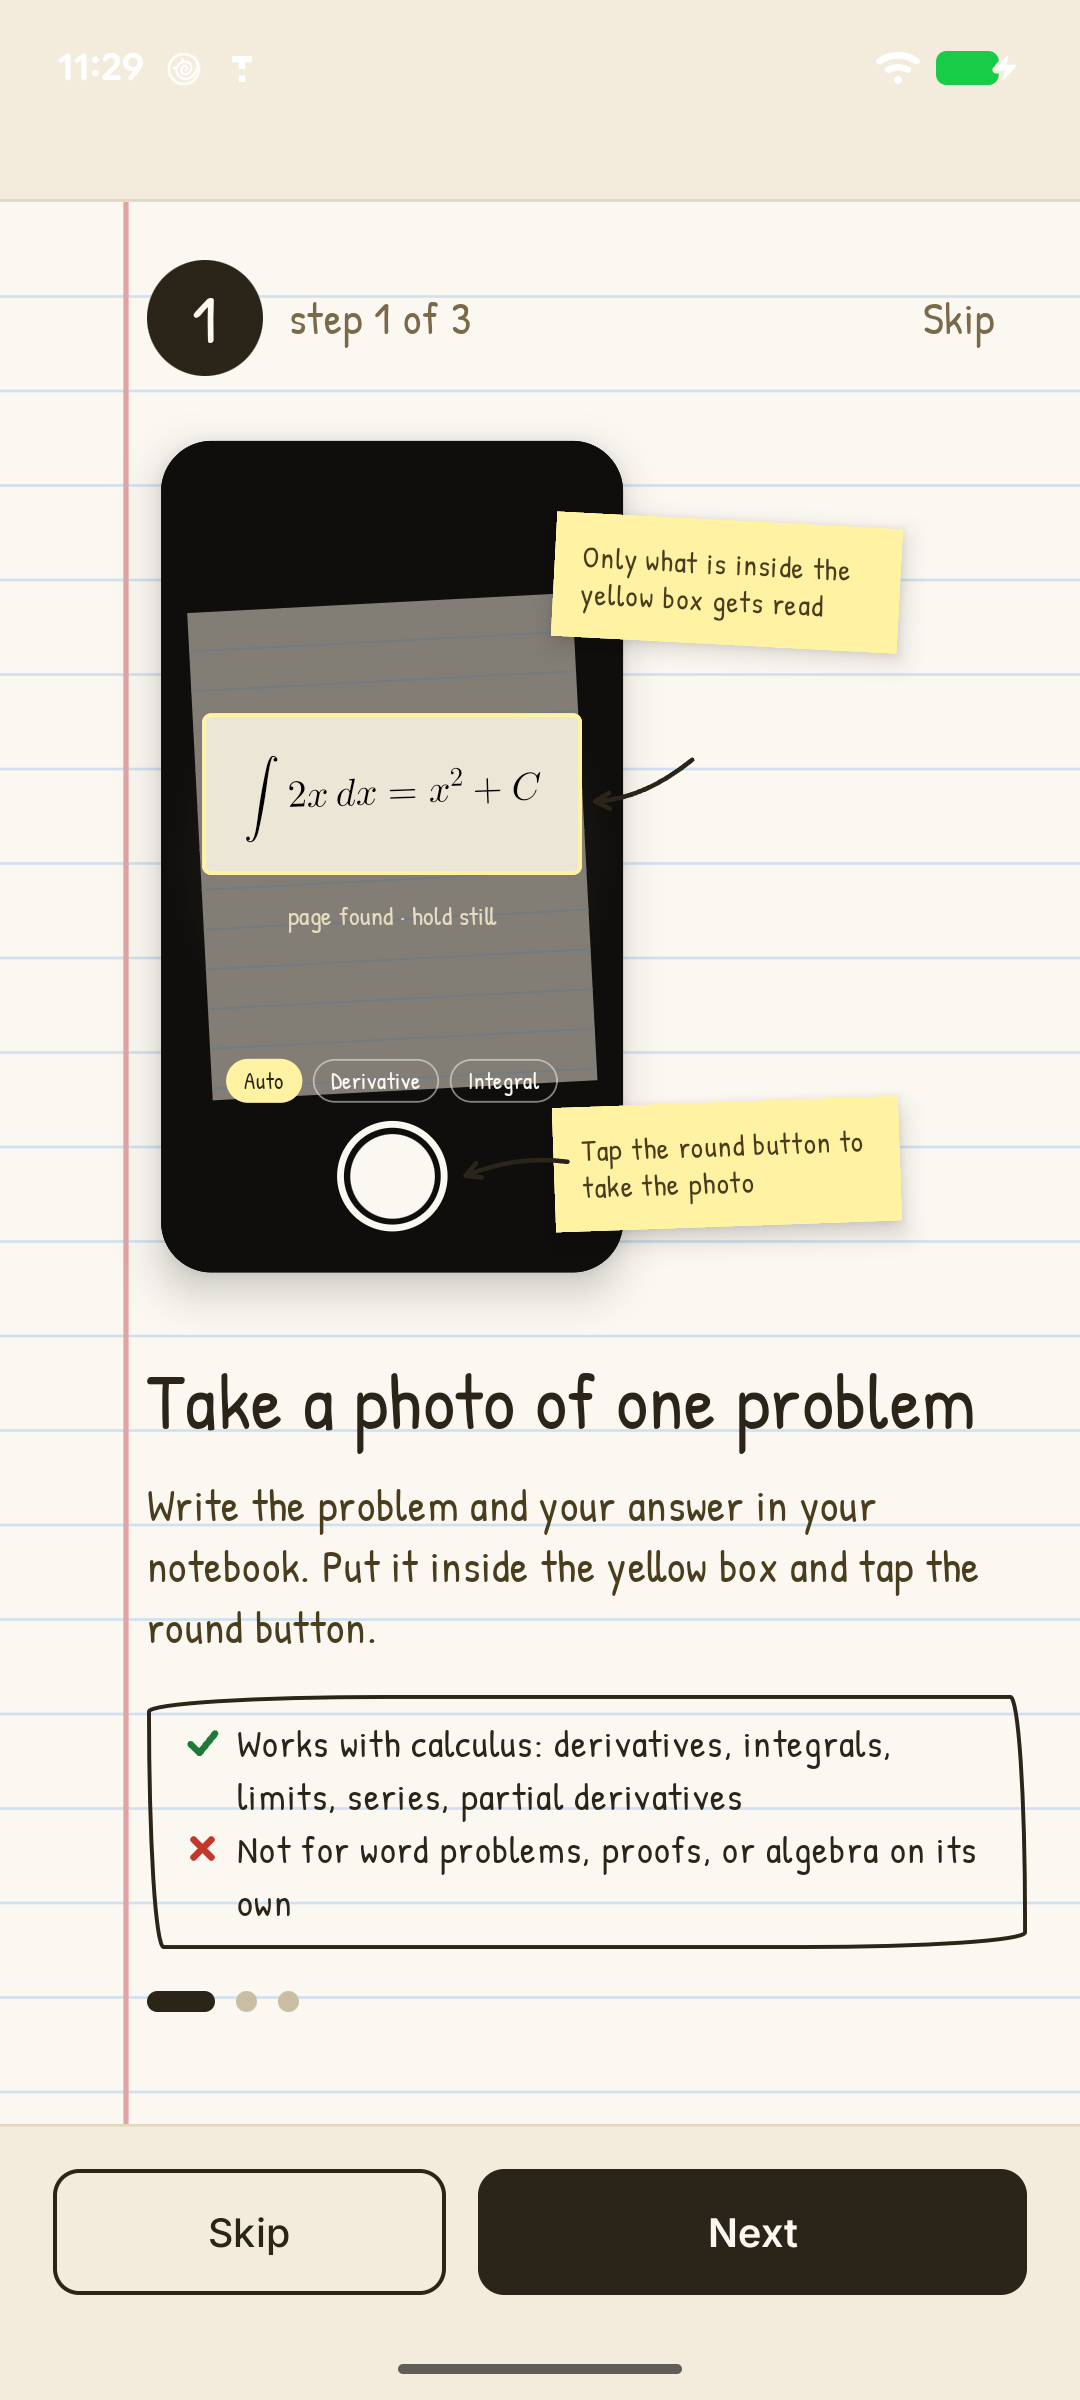 11:29
1
step 1 of 3
Skip
Only what is inside the
yellow box gets read
∫ 2x dx = x² + C
page found · hold still
Auto
Derivative
Integral
Tap the round button to
take the photo
Take a photo of one problem
Write the problem and your answer in your
notebook. Put it inside the yellow box and tap the
round button.
Works with calculus: derivatives, integrals,
limits, series, partial derivatives
Not for word problems, proofs, or algebra on its
own
Skip
Next